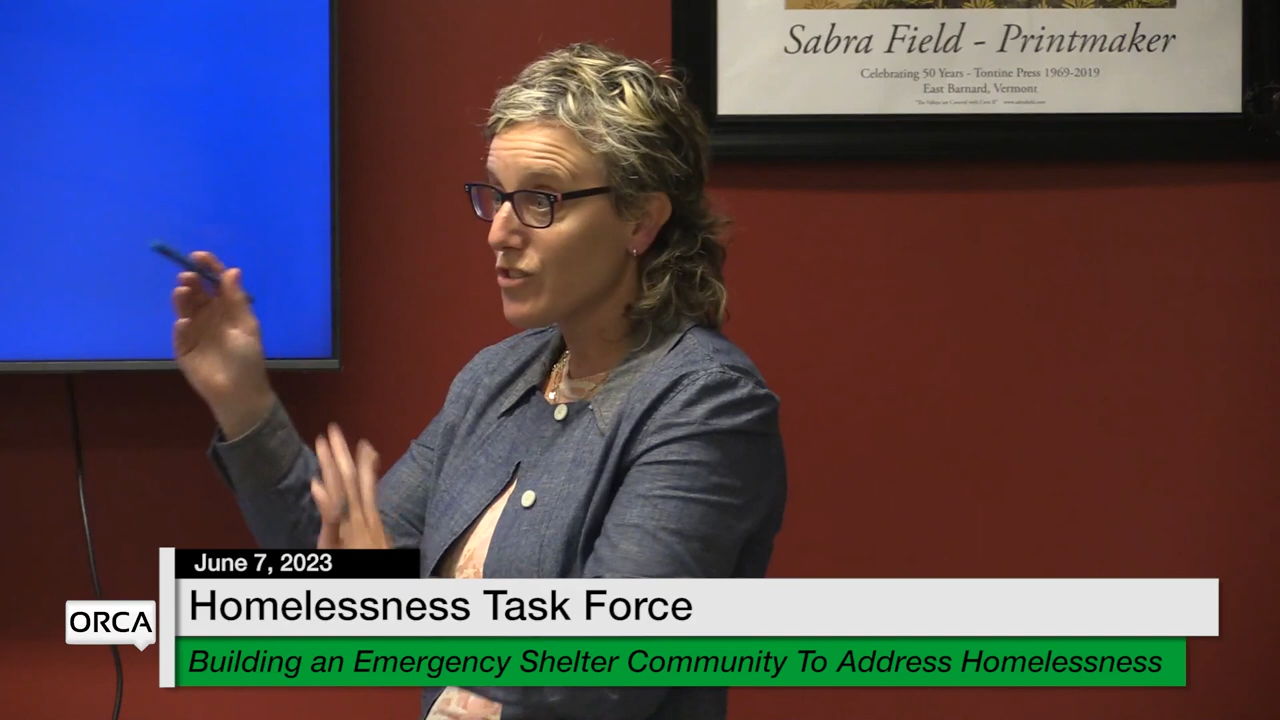 Sabra Field - Printmaker
Celebrating 50 Years - Tontine Press 1969-2019
East Barnard, Vermont
June 7, 2023
Homelessness Task Force
ORCA
Building an Emergency Shelter Community To Address Homelessness